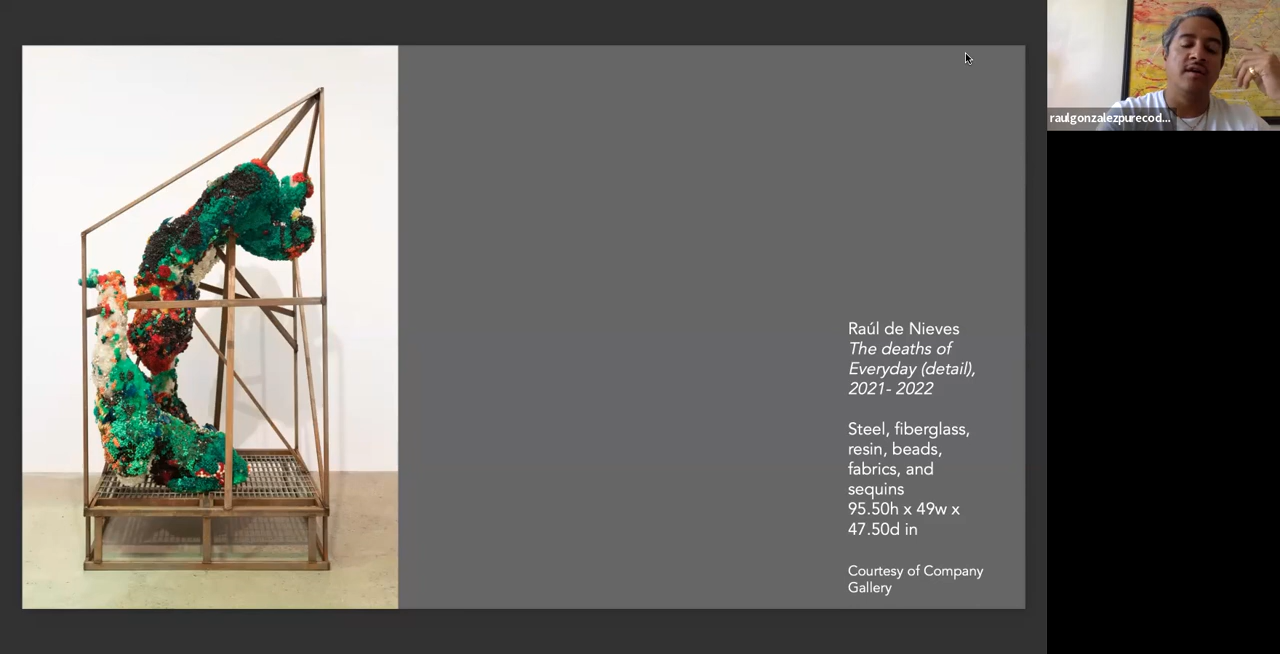 Raúl de Nieves
The deaths of
Everyday (detail),
2021- 2022
Steel, fiberglass,
resin, beads,
fabrics, and
sequins
95.50h x 49w x
47.50d in
Courtesy of Company
Gallery
raulgonzalezpurecod...